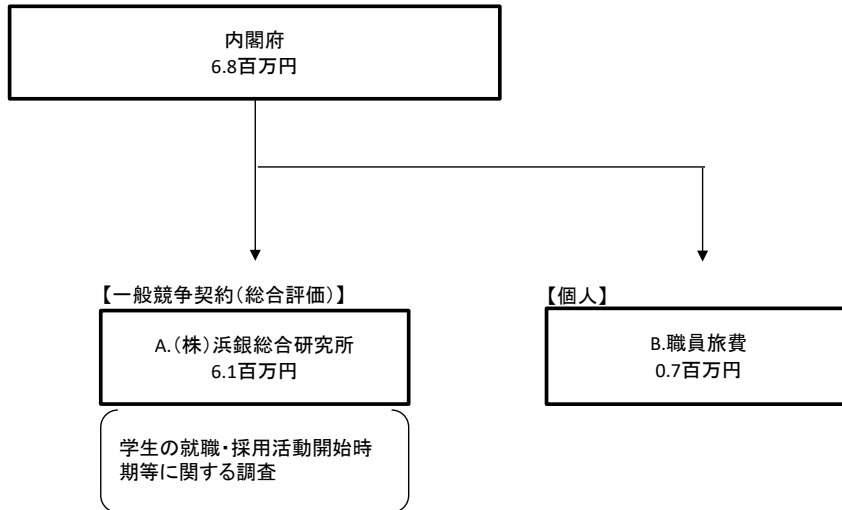 内閣府
6.8百万円
【一般競争契約（総合評価）】
【個人】
A.（株）浜銀総合研究所
6.1百万円
B.職員旅費
0.7百万円
学生の就職・採用活動開始時
期等に関する調査